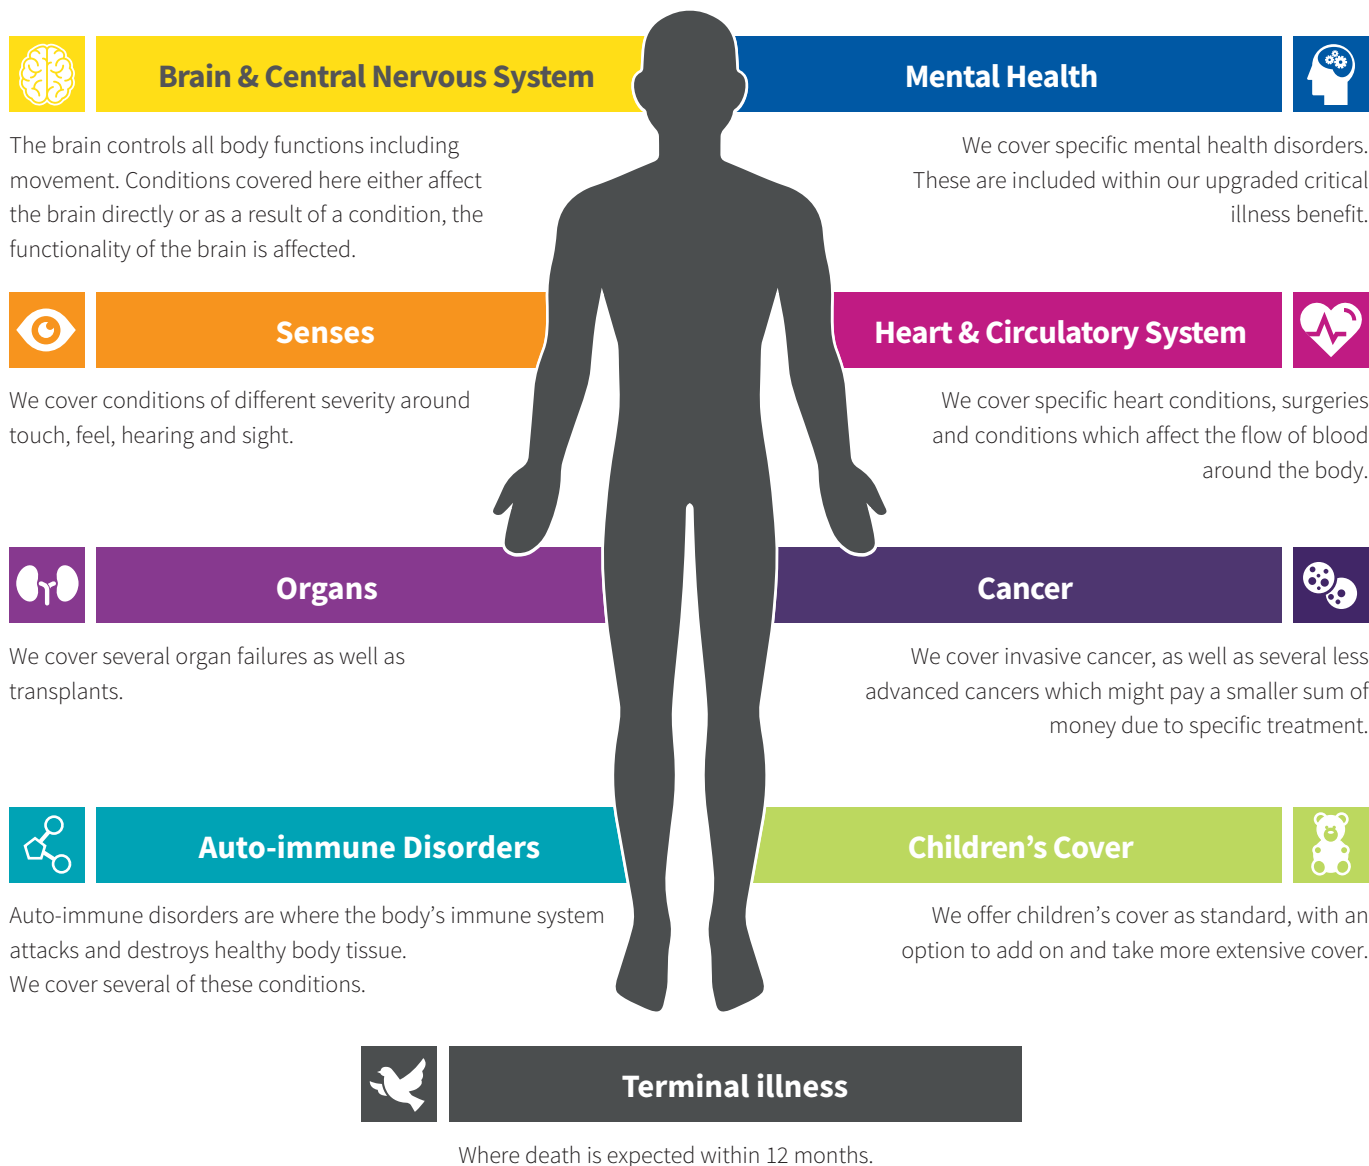 Brain & Central Nervous System
The brain controls all body functions including
movement. Conditions covered here either affect
the brain directly or as a result of a condition, the
functionality of the brain is affected.
Mental Health
We cover specific mental health disorders.
These are included within our upgraded critical
illness benefit.
Senses
We cover conditions of different severity around
touch, feel, hearing and sight.
Heart & Circulatory System
We cover specific heart conditions, surgeries
and conditions which affect the flow of blood
around the body.
Organs
We cover several organ failures as well as
transplants.
Cancer
We cover invasive cancer, as well as several less
advanced cancers which might pay a smaller sum of
money due to specific treatment.
Auto-immune Disorders
Auto-immune disorders are where the body’s immune system
attacks and destroys healthy body tissue.
We cover several of these conditions.
Children’s Cover
We offer children’s cover as standard, with an
option to add on and take more extensive cover.
Terminal illness
Where death is expected within 12 months.